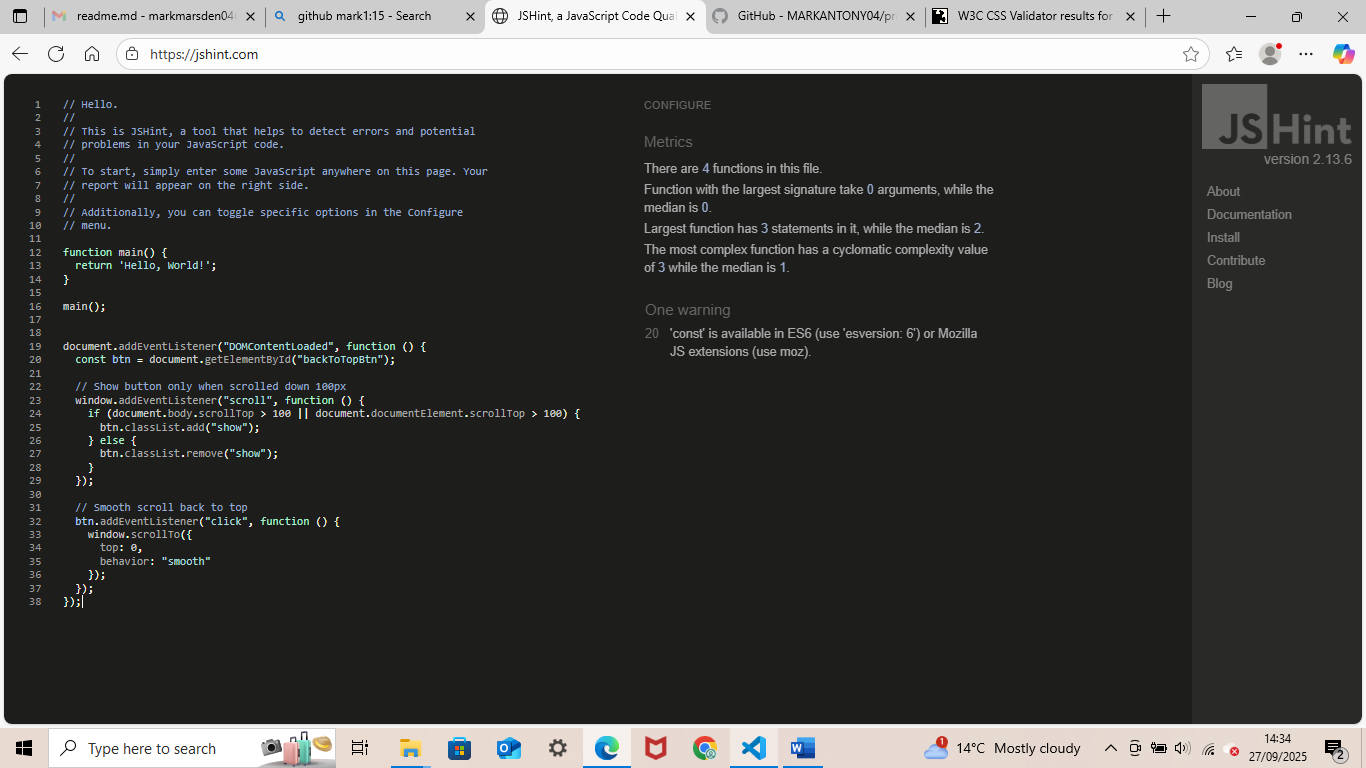 readme.md - markmarsden04
github mark1:15 - Search
JSHint, a JavaScript Code Qua
GitHub - MARKANTONY04/pr
W3C CSS Validator results for
https://jshint.com
1 // Hello.
2 //
3 // This is JSHint, a tool that helps to detect errors and potential
4 // problems in your JavaScript code.
5 //
6 // To start, simply enter some JavaScript anywhere on this page. Your
7 // report will appear on the right side.
8 //
9 // Additionally, you can toggle specific options in the Configure
10 // menu.
11
12 function main() {
13   return 'Hello, World!';
14 }
15
16 main();
17
18
19 document.addEventListener("DOMContentLoaded", function () {
20   const btn = document.getElementById("backToTopBtn");
21
22   // Show button only when scrolled down 100px
23   window.addEventListener("scroll", function () {
24     if (document.body.scrollTop > 100 || document.documentElement.scrollTop > 100) {
25       btn.classList.add("show");
26     } else {
27       btn.classList.remove("show");
28     }
29   });
30
31   // Smooth scroll back to top
32   btn.addEventListener("click", function () {
33     window.scrollTo({
34       top: 0,
35       behavior: "smooth"
36     });
37   });
38 });
CONFIGURE
Metrics
There are 4 functions in this file.
Function with the largest signature take 0 arguments, while the
median is 0.
Largest function has 3 statements in it, while the median is 2.
The most complex function has a cyclomatic complexity value
of 3 while the median is 1.
One warning
20 'const' is available in ES6 (use 'esversion: 6') or Mozilla
JS extensions (use moz).
JSHint
version 2.13.6
About
Documentation
Install
Contribute
Blog
Type here to search
1
14°C Mostly cloudy
14:34
27/09/2025
2